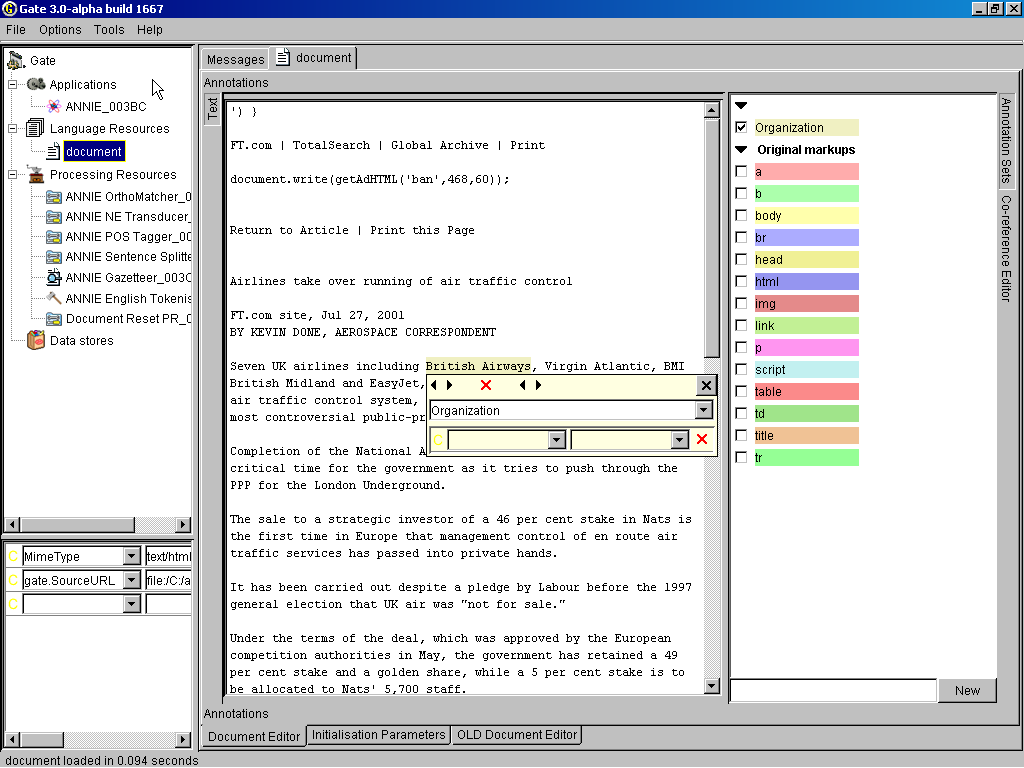 Gate 3.0-alpha build 1667
File Options Tools Help
Gate
Applications
ANNIE_003BC
Language Resources
document
Processing Resources
ANNIE OrthoMatcher_0
ANNIE NE Transducer_
ANNIE POS Tagger_00
ANNIE Sentence Splitte
ANNIE Gazetteer_003C
ANNIE English Tokenis
Document Reset PR_0
Data stores
C MimeType text/html
C gate.SourceURL file:/C:/a
C
Messages document
Annotations
Text
') }
FT.com | TotalSearch | Global Archive | Print
document.write(getAdHTML('ban',468,60));
Return to Article | Print this Page
Airlines take over running of air traffic control
FT.com site, Jul 27, 2001
BY KEVIN DONE, AEROSPACE CORRESPONDENT
Seven UK airlines including British Airways, Virgin Atlantic, BMI
British Midland and EasyJet,
air traffic control system,
most controversial public-pr
Organization
C
Completion of the National A
critical time for the government as it tries to push through the
PPP for the London Underground.
The sale to a strategic investor of a 46 per cent stake in Nats is
the first time in Europe that management control of en route air
traffic services has passed into private hands.
It has been carried out despite a pledge by Labour before the 1997
general election that UK air was "not for sale."
Under the terms of the deal, which was approved by the European
competition authorities in May, the government has retained a 49
per cent stake and a golden share, while a 5 per cent stake is to
be allocated to Nats' 5,700 staff.
Organization
Original markups
a
b
body
br
head
html
img
link
p
script
table
td
title
tr
New
Annotation Sets
Co-reference Editor
Annotations
Document Editor Initialisation Parameters OLD Document Editor
document loaded in 0.094 seconds